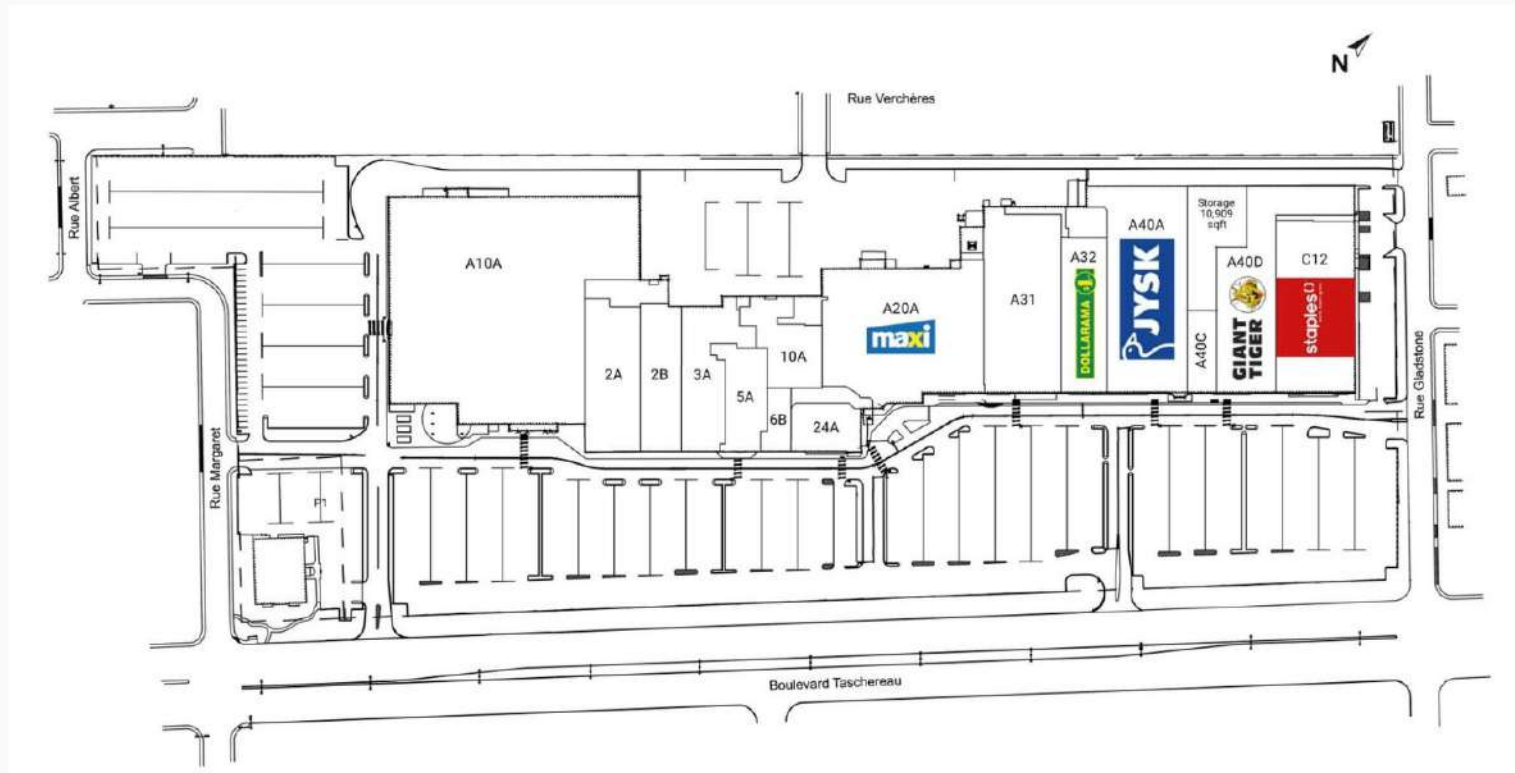 N
Rue Verchères
Rue Albert
Storage
10,909
sqft
A40A
JYSK
A32
DOLLARAMA
A40D
GIANT
TIGER
C12
staples
A10A
A31
A20A
maxi
A40C
10A
2A
2B
3A
5A
6B
24A
Rue Gladstone
Rue Margaret
Boulevard Taschereau